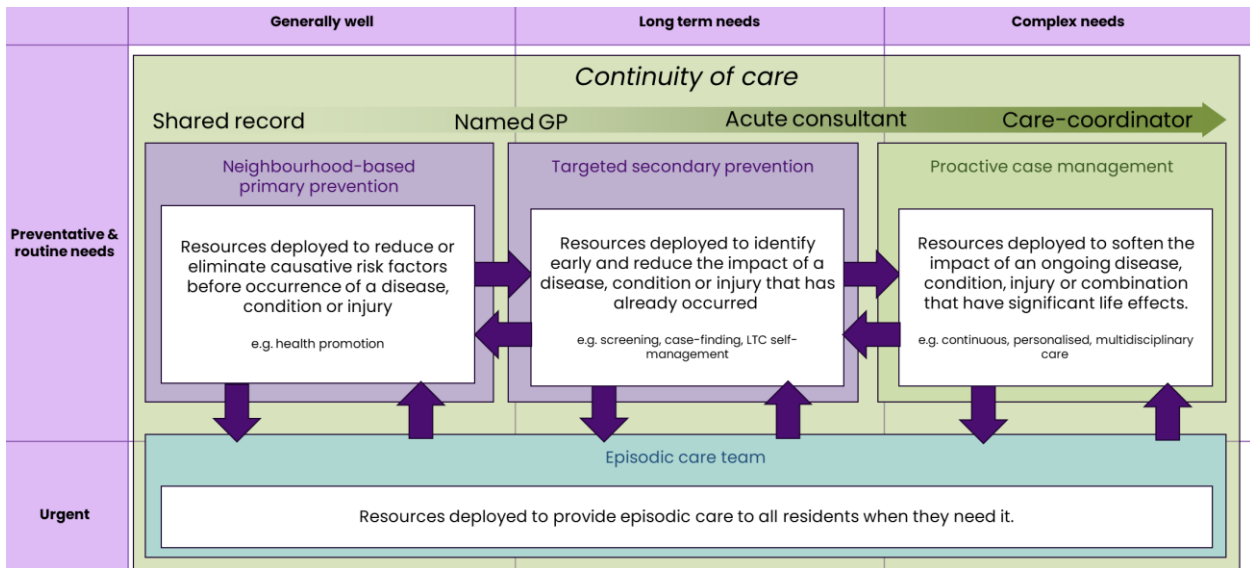 Generally well
Long term needs
Complex needs
Continuity of care
Shared record
Named GP
Acute consultant
Care-coordinator
Preventative &
routine needs
Neighbourhood-based
primary prevention
Resources deployed to reduce or
eliminate causative risk factors
before occurrence of a disease,
condition or injury
e.g. health promotion
Targeted secondary prevention
Resources deployed to identify
early and reduce the impact of a
disease, condition or injury that has
already occurred
e.g. screening, case-finding, LTC self-
management
Proactive case management
Resources deployed to soften the
impact of an ongoing disease,
condition, injury or combination
that have significant life effects.
e.g. continuous, personalised, multidisciplinary
care
Urgent
Episodic care team
Resources deployed to provide episodic care to all residents when they need it.